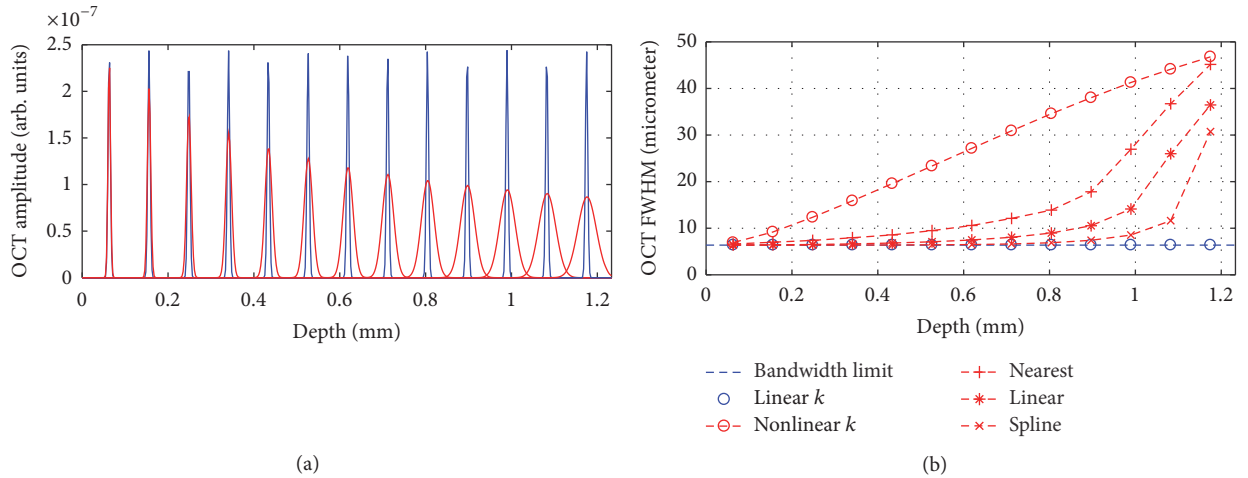 ×10⁻⁷
2.5
2
1.5
1
0.5
0
OCT amplitude (arb. units)
0 0.2 0.4 0.6 0.8 1 1.2
Depth (mm)
(a)
50
40
30
20
10
0
OCT FWHM (micrometer)
0 0.2 0.4 0.6 0.8 1 1.2
Depth (mm)
Bandwidth limit
Linear k
Nonlinear k
Nearest
Linear
Spline
(b)